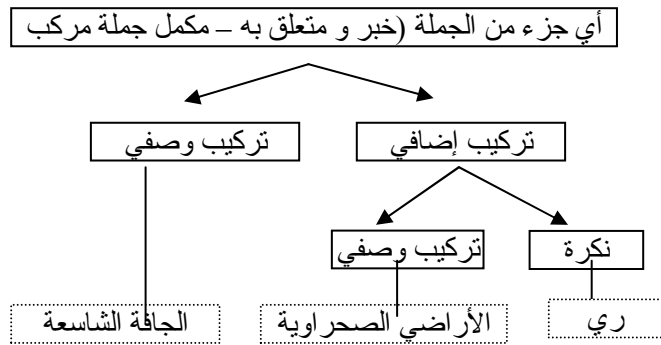 أي جزء من الجملة (خبر و متعلق به – مكمل جملة مركب
تركيب إضافي
تركيب وصفي
نكرة
تركيب وصفي
ري
الأراضي الصحراوية
الجافة الشاسعة